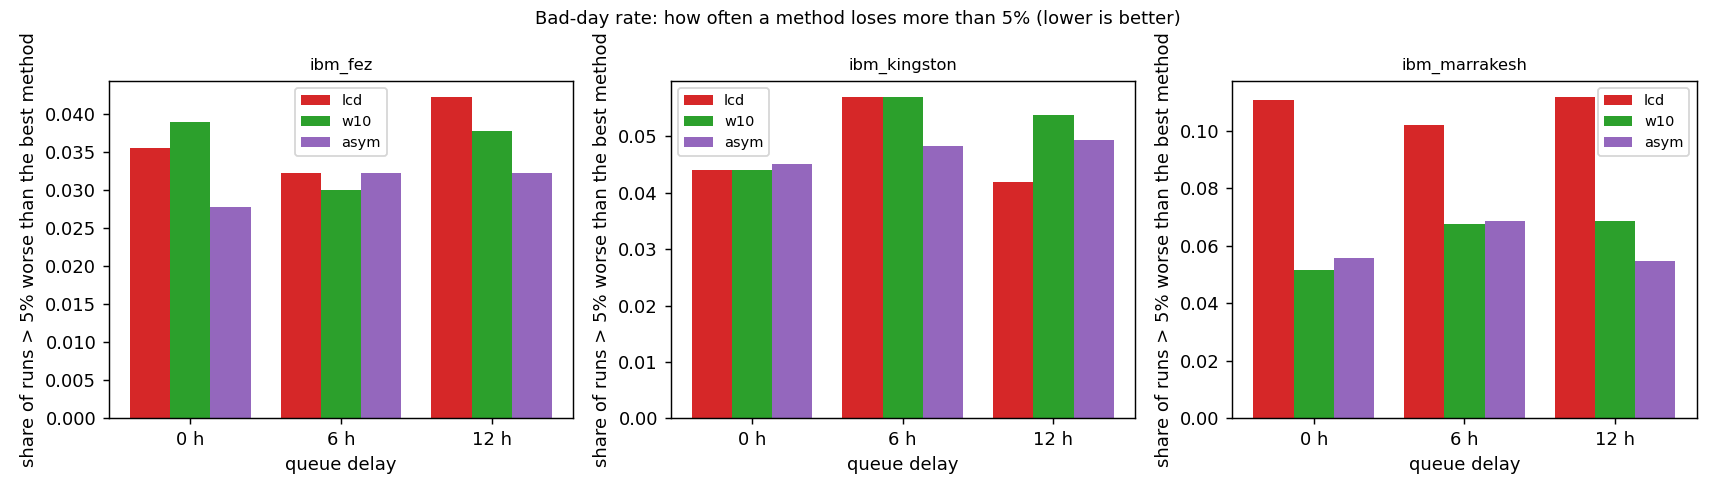 Bad-day rate: how often a method loses more than 5% (lower is better)
ibm_fez
share of runs > 5% worse than the best method
0.040
0.035
0.030
0.025
0.020
0.015
0.010
0.005
0.000
lcd
w10
asym
0 h
6 h
12 h
queue delay
ibm_kingston
share of runs > 5% worse than the best method
0.05
0.04
0.03
0.02
0.01
0.00
lcd
w10
asym
0 h
6 h
12 h
queue delay
ibm_marrakesh
share of runs > 5% worse than the best method
0.10
0.08
0.06
0.04
0.02
0.00
lcd
w10
asym
0 h
6 h
12 h
queue delay